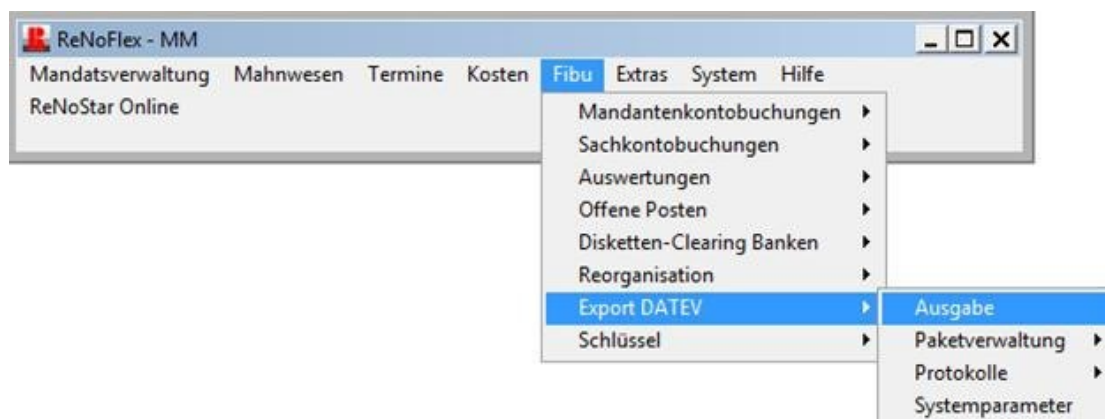 ReNoFlex - MM
Mandatsverwaltung Mahnwesen Termine Kosten Fibu Extras System Hilfe
ReNoStar Online
Mandantenkontobuchungen
Sachkontobuchungen
Auswertungen
Offene Posten
Disketten-Clearing Banken
Reorganisation
Export DATEV
Schlüssel
Ausgabe
Paketverwaltung
Protokolle
Systemparameter